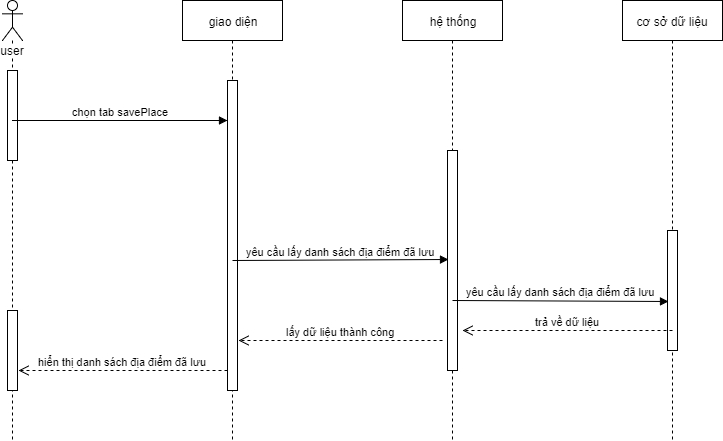 giao diện
hệ thống
cơ sở dữ liệu
user
chọn tab savePlace
yêu cầu lấy danh sách địa điểm đã lưu
yêu cầu lấy danh sách địa điểm đã lưu
trả về dữ liệu
lấy dữ liệu thành công
hiển thị danh sách địa điểm đã lưu